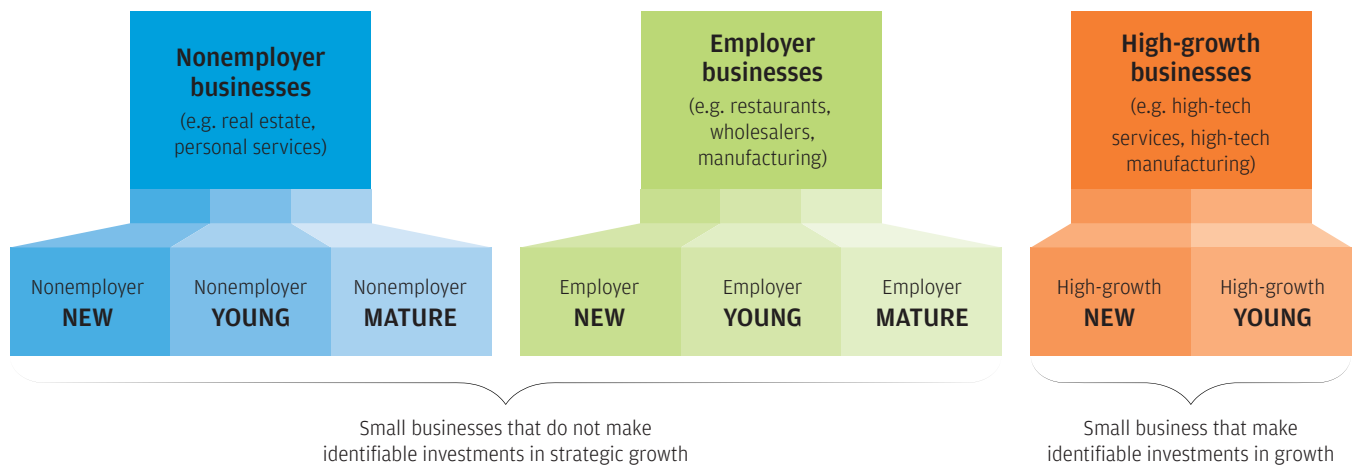 Nonemployer
businesses
(e.g. real estate,
personal services)
Employer
businesses
(e.g. restaurants,
wholesalers,
manufacturing)
High-growth
businesses
(e.g. high-tech
services, high-tech
manufacturing)
Nonemployer
NEW
Nonemployer
YOUNG
Nonemployer
MATURE
Employer
NEW
Employer
YOUNG
Employer
MATURE
High-growth
NEW
High-growth
YOUNG
Small businesses that do not make
identifiable investments in strategic growth
Small business that make
identifiable investments in growth